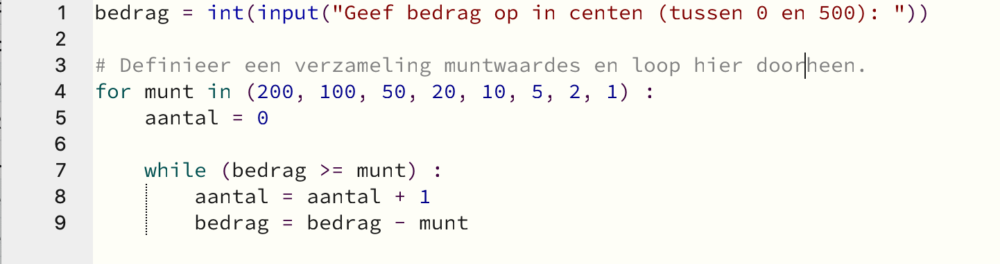 1 bedrag = int(input("Geef bedrag op in centen (tussen 0 en 500): "))
2
3 # Definieer een verzameling muntwaardes en loop hier doorheen.
4 for munt in (200, 100, 50, 20, 10, 5, 2, 1) :
5     aantal = 0
6
7     while (bedrag >= munt) :
8         aantal = aantal + 1
9         bedrag = bedrag - munt